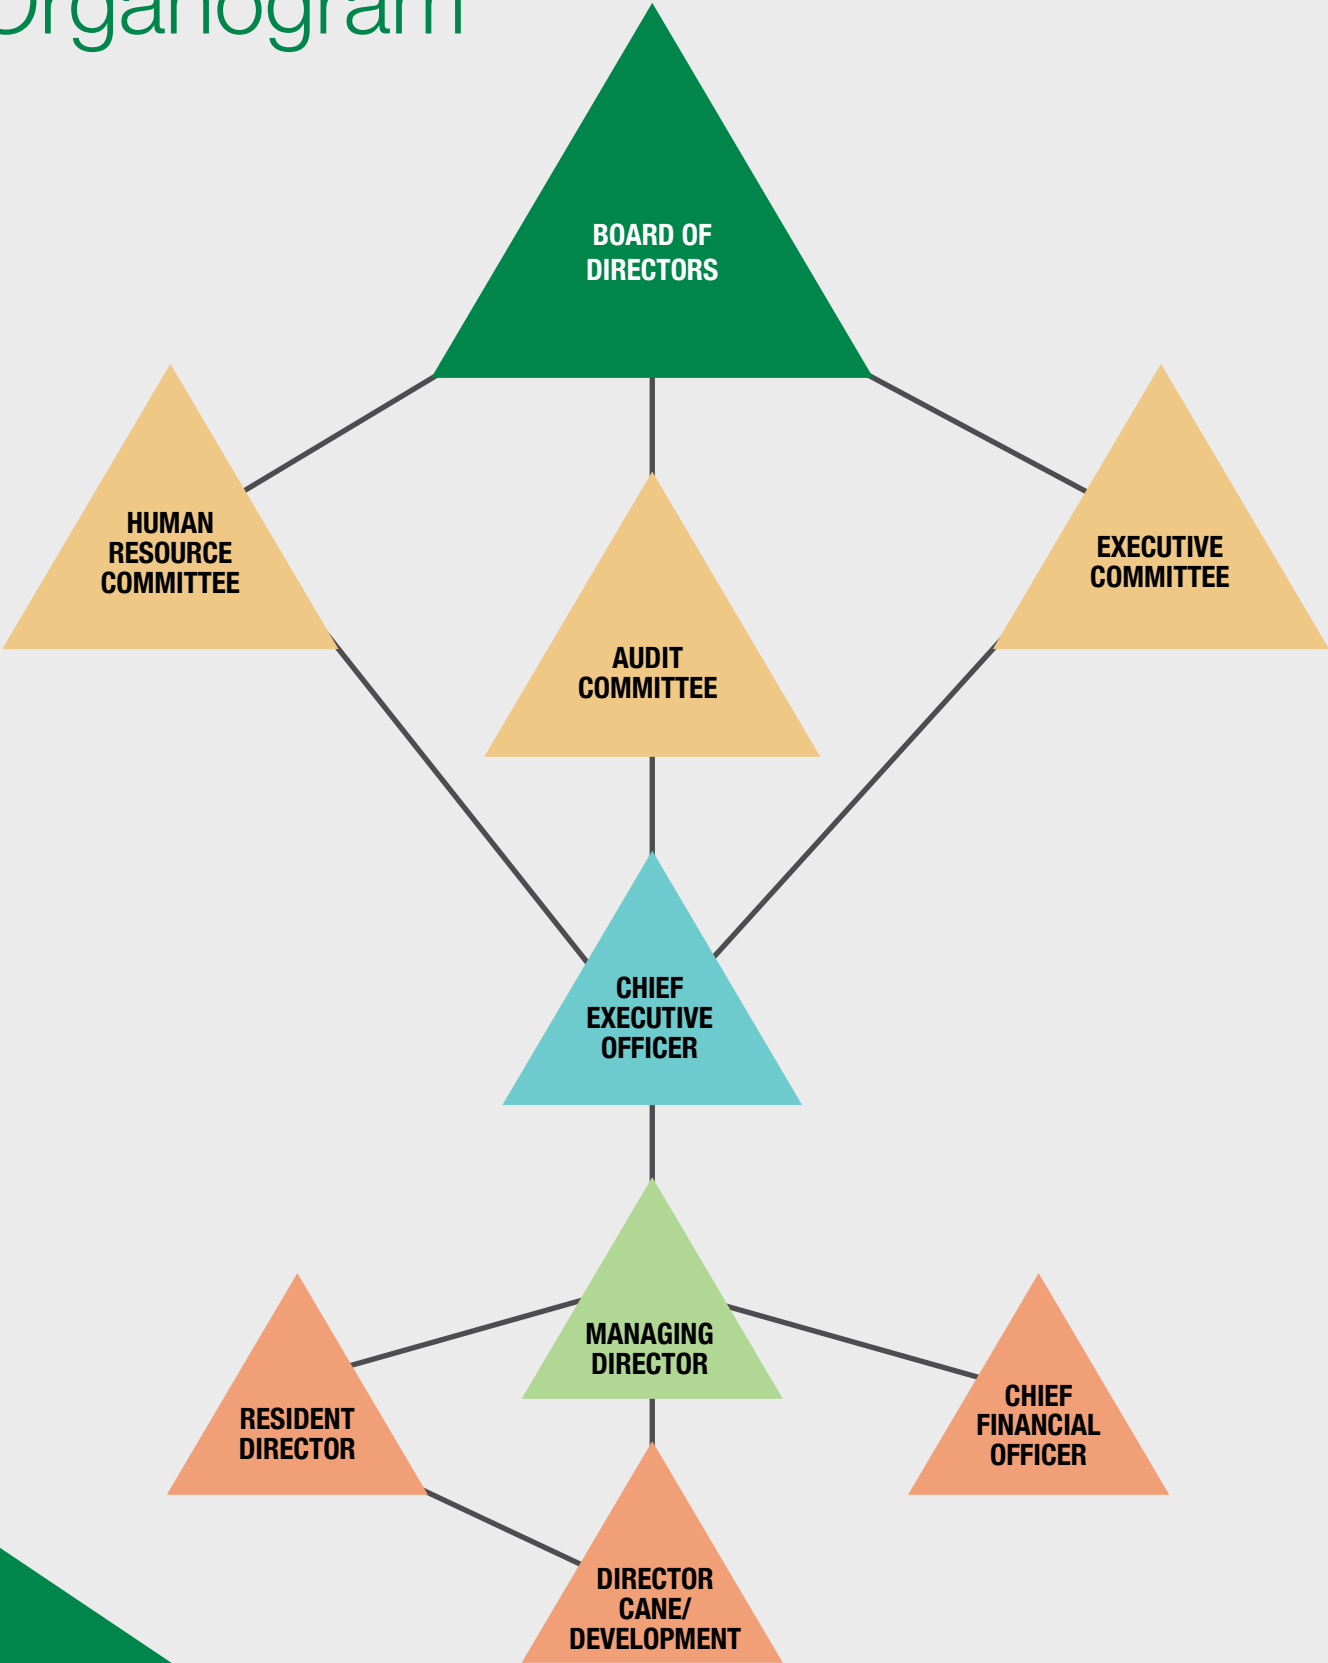 Organogram
BOARD OF
DIRECTORS
HUMAN
RESOURCE
COMMITTEE
AUDIT
COMMITTEE
EXECUTIVE
COMMITTEE
CHIEF
EXECUTIVE
OFFICER
MANAGING
DIRECTOR
RESIDENT
DIRECTOR
CHIEF
FINANCIAL
OFFICER
DIRECTOR
CANE/
DEVELOPMENT